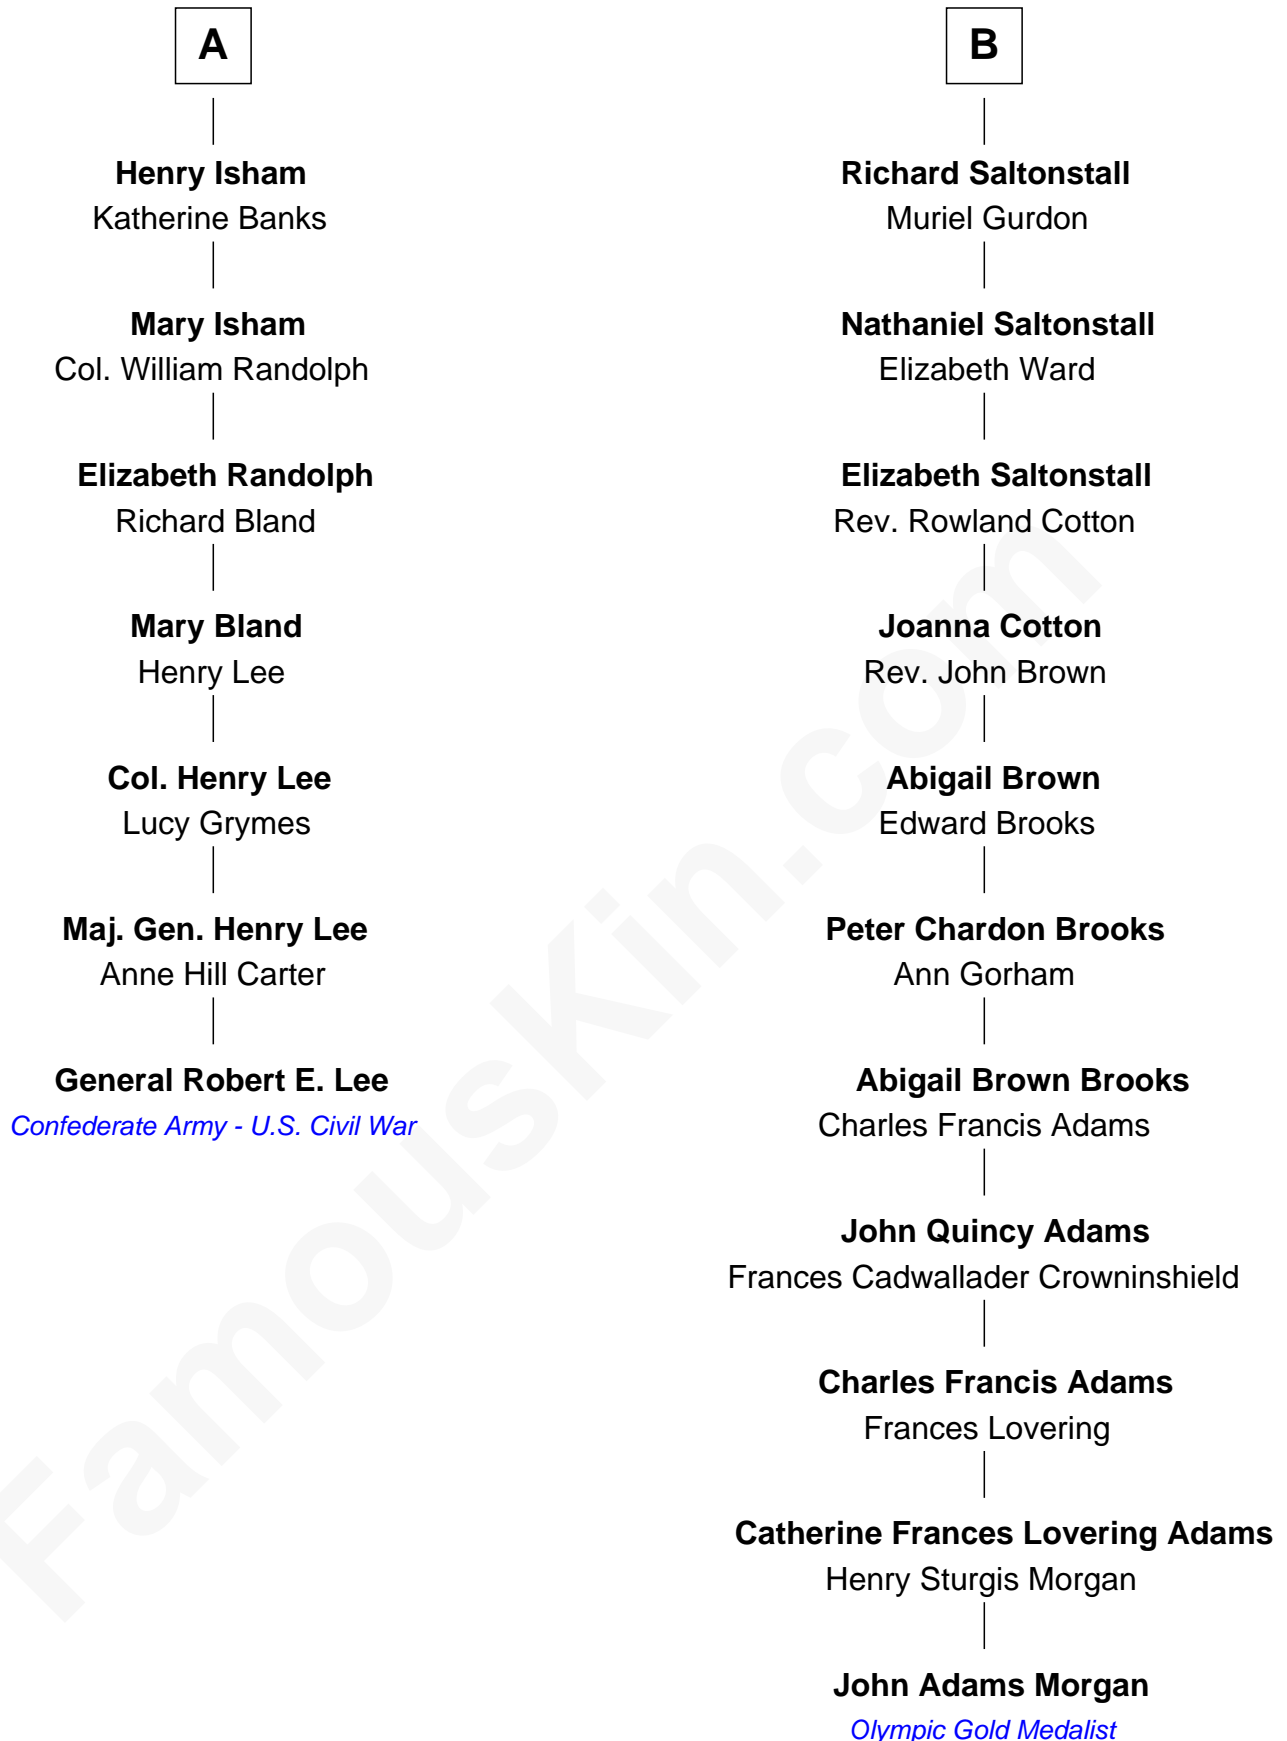 A
Henry Isham
Katherine Banks
Mary Isham
Col. William Randolph
Elizabeth Randolph
Richard Bland
Mary Bland
Henry Lee
Col. Henry Lee
Lucy Grymes
Maj. Gen. Henry Lee
Anne Hill Carter
General Robert E. Lee
Confederate Army - U.S. Civil War
B
Richard Saltonstall
Muriel Gurdon
Nathaniel Saltonstall
Elizabeth Ward
Elizabeth Saltonstall
Rev. Rowland Cotton
Joanna Cotton
Rev. John Brown
Abigail Brown
Edward Brooks
Peter Chardon Brooks
Ann Gorham
Abigail Brown Brooks
Charles Francis Adams
John Quincy Adams
Frances Cadwallader Crowninshield
Charles Francis Adams
Frances Lovering
Catherine Frances Lovering Adams
Henry Sturgis Morgan
John Adams Morgan
Olympic Gold Medalist
FamousKin.com